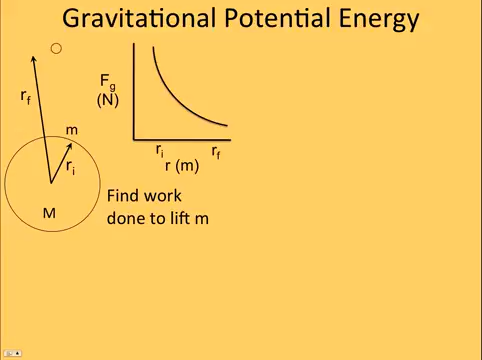 Gravitational Potential Energy
r_f
m
r_i
M
F_g
(N)
r_i
r_f
r (m)
Find work
done to lift m